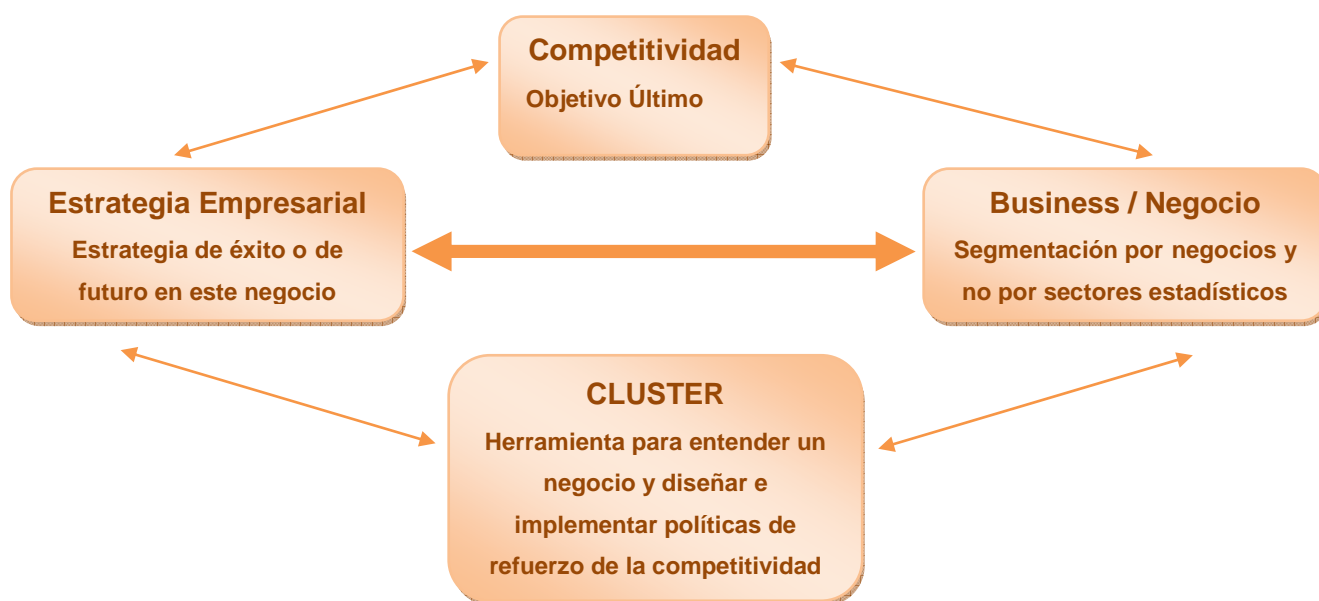 Competitividad
Objetivo Último
Estrategia Empresarial
Estrategia de éxito o de
futuro en este negocio
Business / Negocio
Segmentación por negocios y
no por sectores estadísticos
CLUSTER
Herramienta para entender un
negocio y diseñar e
implementar políticas de
refuerzo de la competitividad